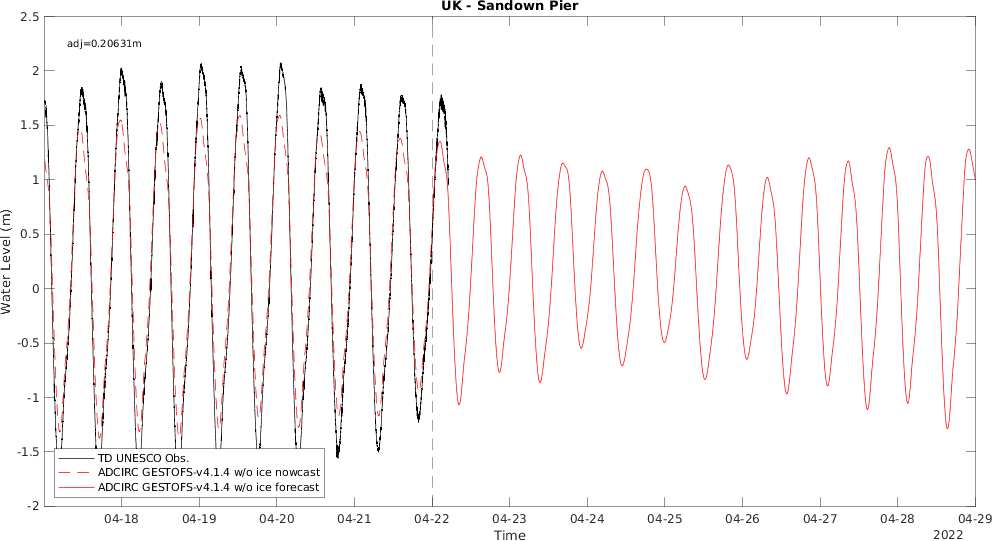 UK - Sandown Pier
adj=0.20631m
Water Level (m)
2.5
2
1.5
1
0.5
0
-0.5
-1
-1.5
-2
TD UNESCO Obs.
ADCIRC GESTOFS-v4.1.4 w/o ice nowcast
ADCIRC GESTOFS-v4.1.4 w/o ice forecast
04-18 04-19 04-20 04-21 04-22 04-23 04-24 04-25 04-26 04-27 04-28 04-29
Time
2022